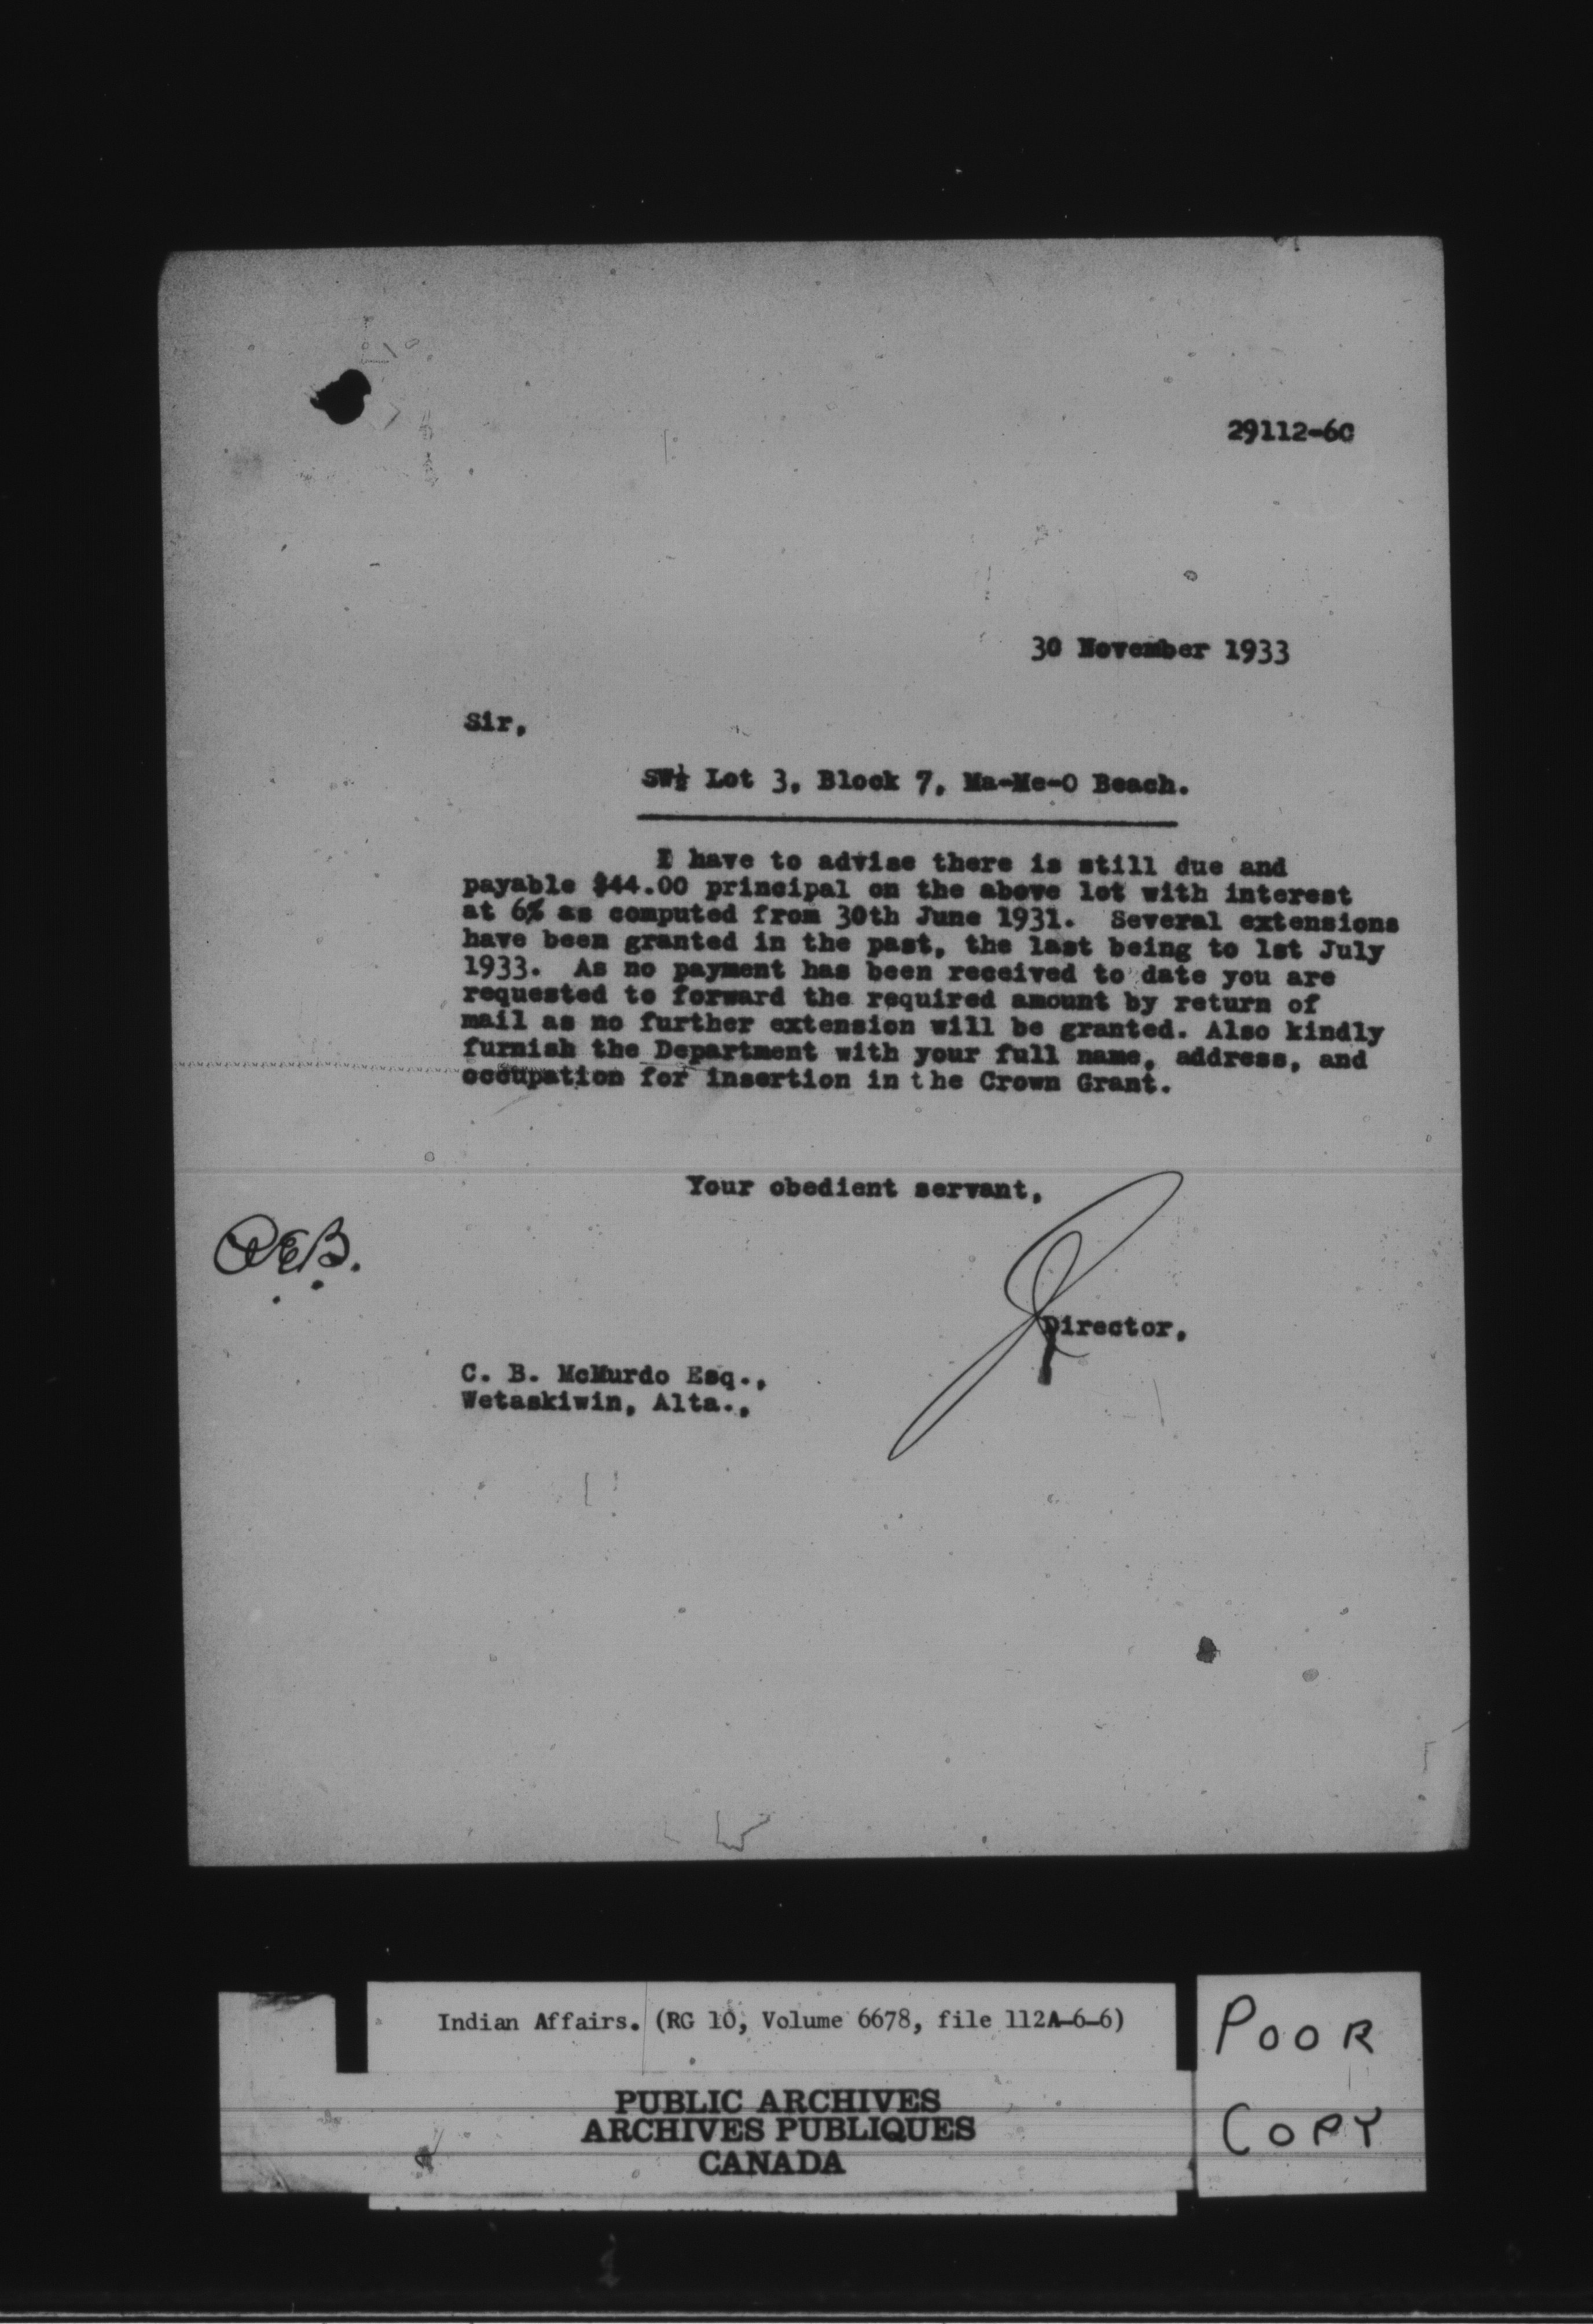 29112-60
30 November 1933
Sir,
SW½ Lot 3, Block 7, Ma-Me-O Beach.
I have to advise there is still due and
payable $44.00 principal on the above lot with interest
at 6% as computed from 30th June 1931. Several extensions
have been granted in the past, the last being to 1st July
1933. As no payment has been received to date you are
requested to forward the required amount by return of
mail as no further extension will be granted. Also kindly
furnish the Department with your full name, address, and
occupation for insertion in the Crown Grant.
Your obedient servant,
Director.
C. B. McMurdo Esq.,
Wetaskiwin, Alta.,
Indian Affairs. (RG 10, Volume 6678, file 112A-6-6)
PUBLIC ARCHIVES
ARCHIVES PUBLIQUES
CANADA
POOR
COPY